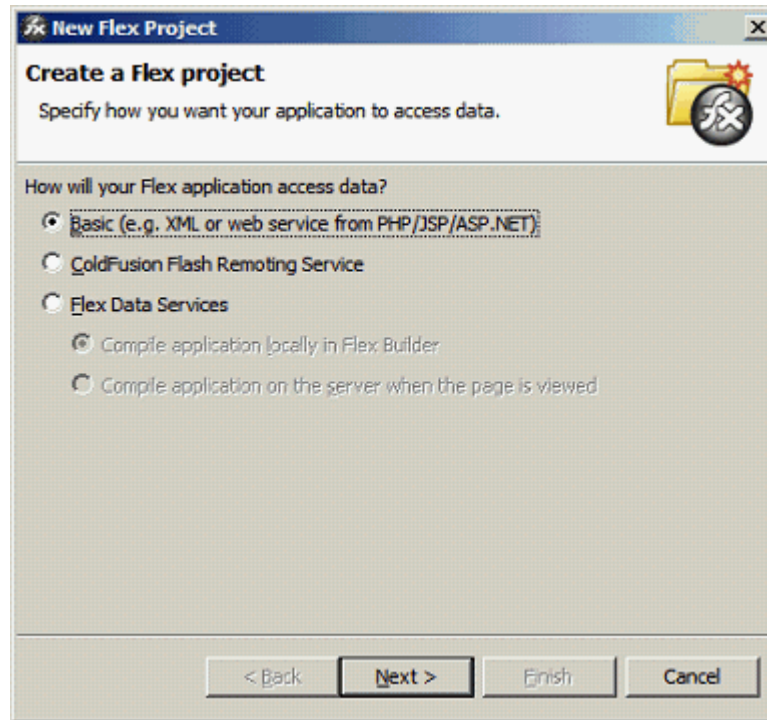 New Flex Project
Create a Flex project
Specify how you want your application to access data.
How will your Flex application access data?
Basic (e.g. XML or web service from PHP/JSP/ASP.NET)
ColdFusion Flash Remoting Service
Flex Data Services
Compile application locally in Flex Builder
Compile application on the server when the page is viewed
< Back Next > Finish Cancel